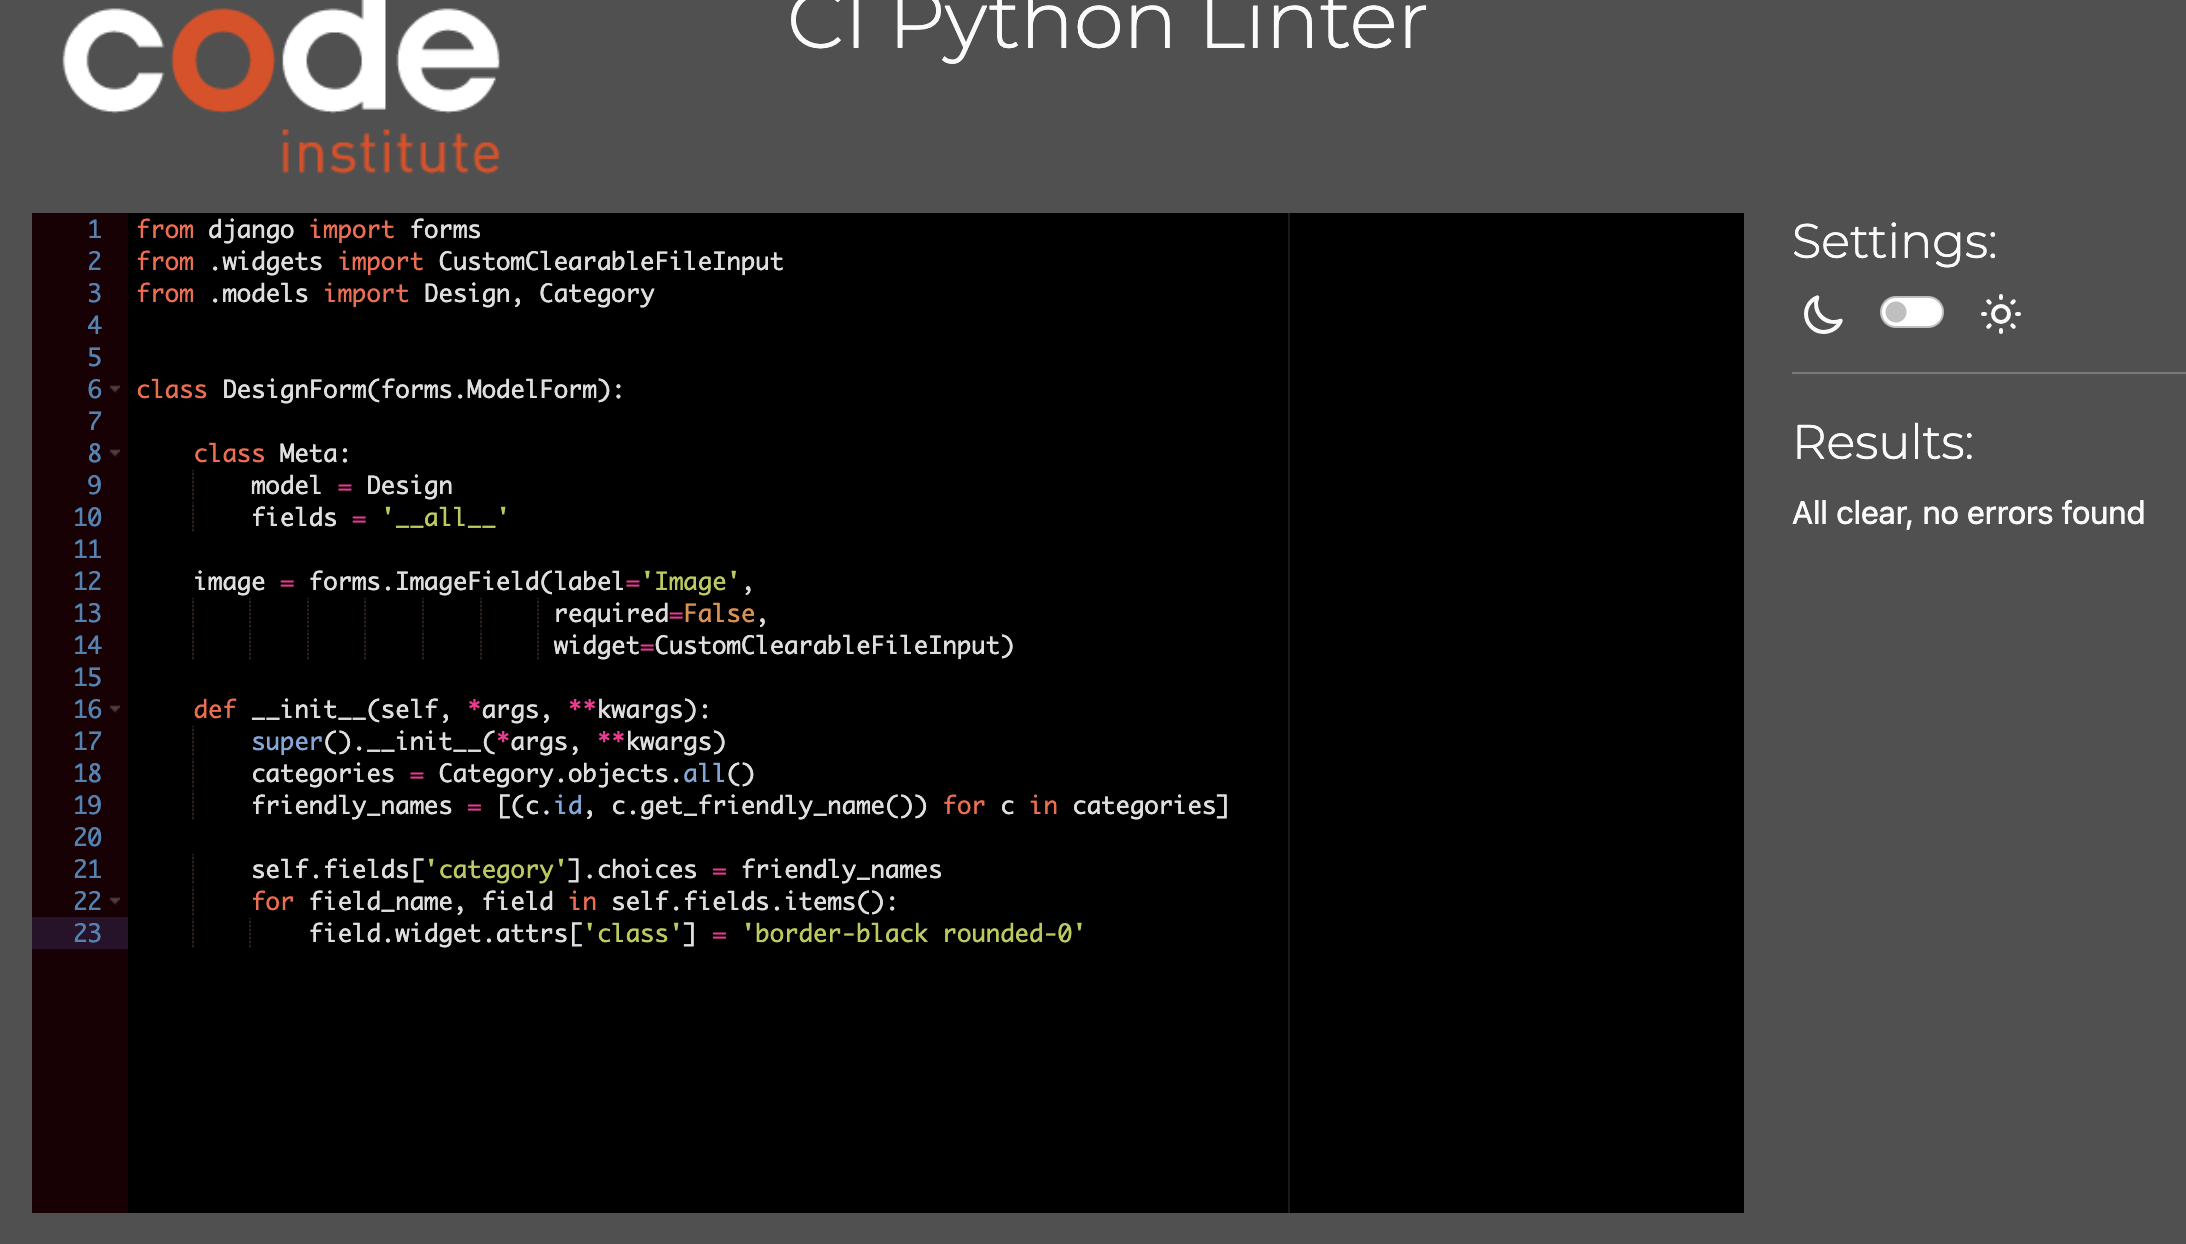 code
institute
CI Python Linter
1 from django import forms
2 from .widgets import CustomClearableFileInput
3 from .models import Design, Category
4
5
6 class DesignForm(forms.ModelForm):
7
8     class Meta:
9         model = Design
10         fields = '__all__'
11
12     image = forms.ImageField(label='Image',
13                              required=False,
14                              widget=CustomClearableFileInput)
15
16     def __init__(self, *args, **kwargs):
17         super().__init__(*args, **kwargs)
18         categories = Category.objects.all()
19         friendly_names = [(c.id, c.get_friendly_name()) for c in categories]
20
21         self.fields['category'].choices = friendly_names
22         for field_name, field in self.fields.items():
23             field.widget.attrs['class'] = 'border-black rounded-0'
Settings:
Results:
All clear, no errors found